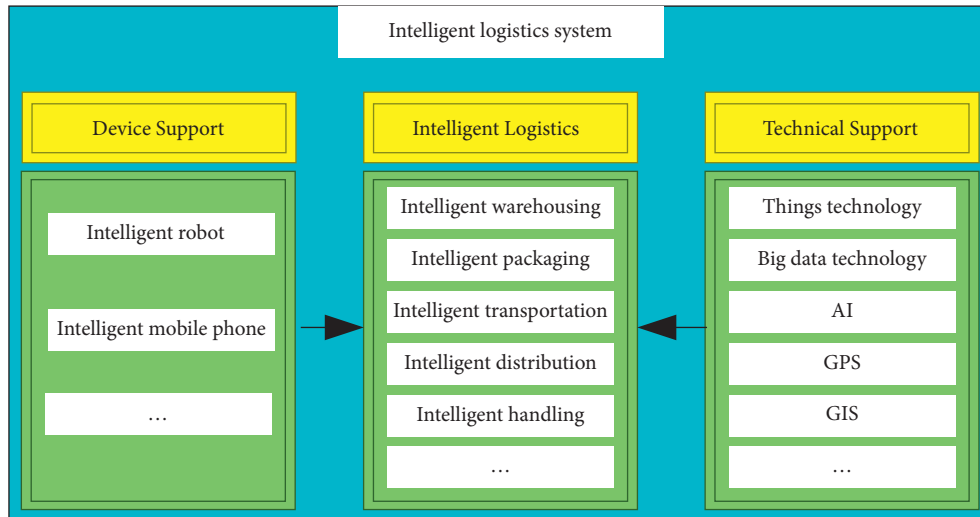 Intelligent logistics system
Device Support
Intelligent robot
Intelligent mobile phone
…
Intelligent Logistics
Intelligent warehousing
Intelligent packaging
Intelligent transportation
Intelligent distribution
Intelligent handling
…
Technical Support
Things technology
Big data technology
AI
GPS
GIS
…